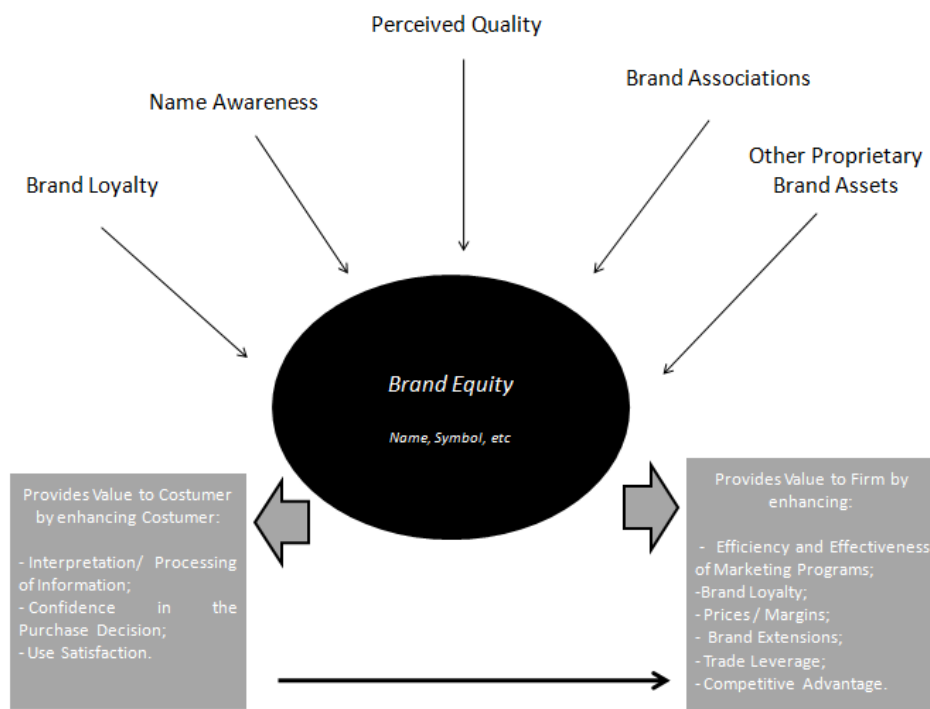 Perceived Quality
Name Awareness
Brand Associations
Brand Loyalty
Other Proprietary
Brand Assets
Brand Equity
Name, Symbol, etc
Provides Value to Costumer
by enhancing Costumer:
- Interpretation/ Processing
of Information;
- Confidence in the
Purchase Decision;
- Use Satisfaction.
Provides Value to Firm by
enhancing:
- Efficiency and Effectiveness
of Marketing Programs;
-Brand Loyalty;
- Prices / Margins;
- Brand Extensions;
- Trade Leverage;
- Competitive Advantage.